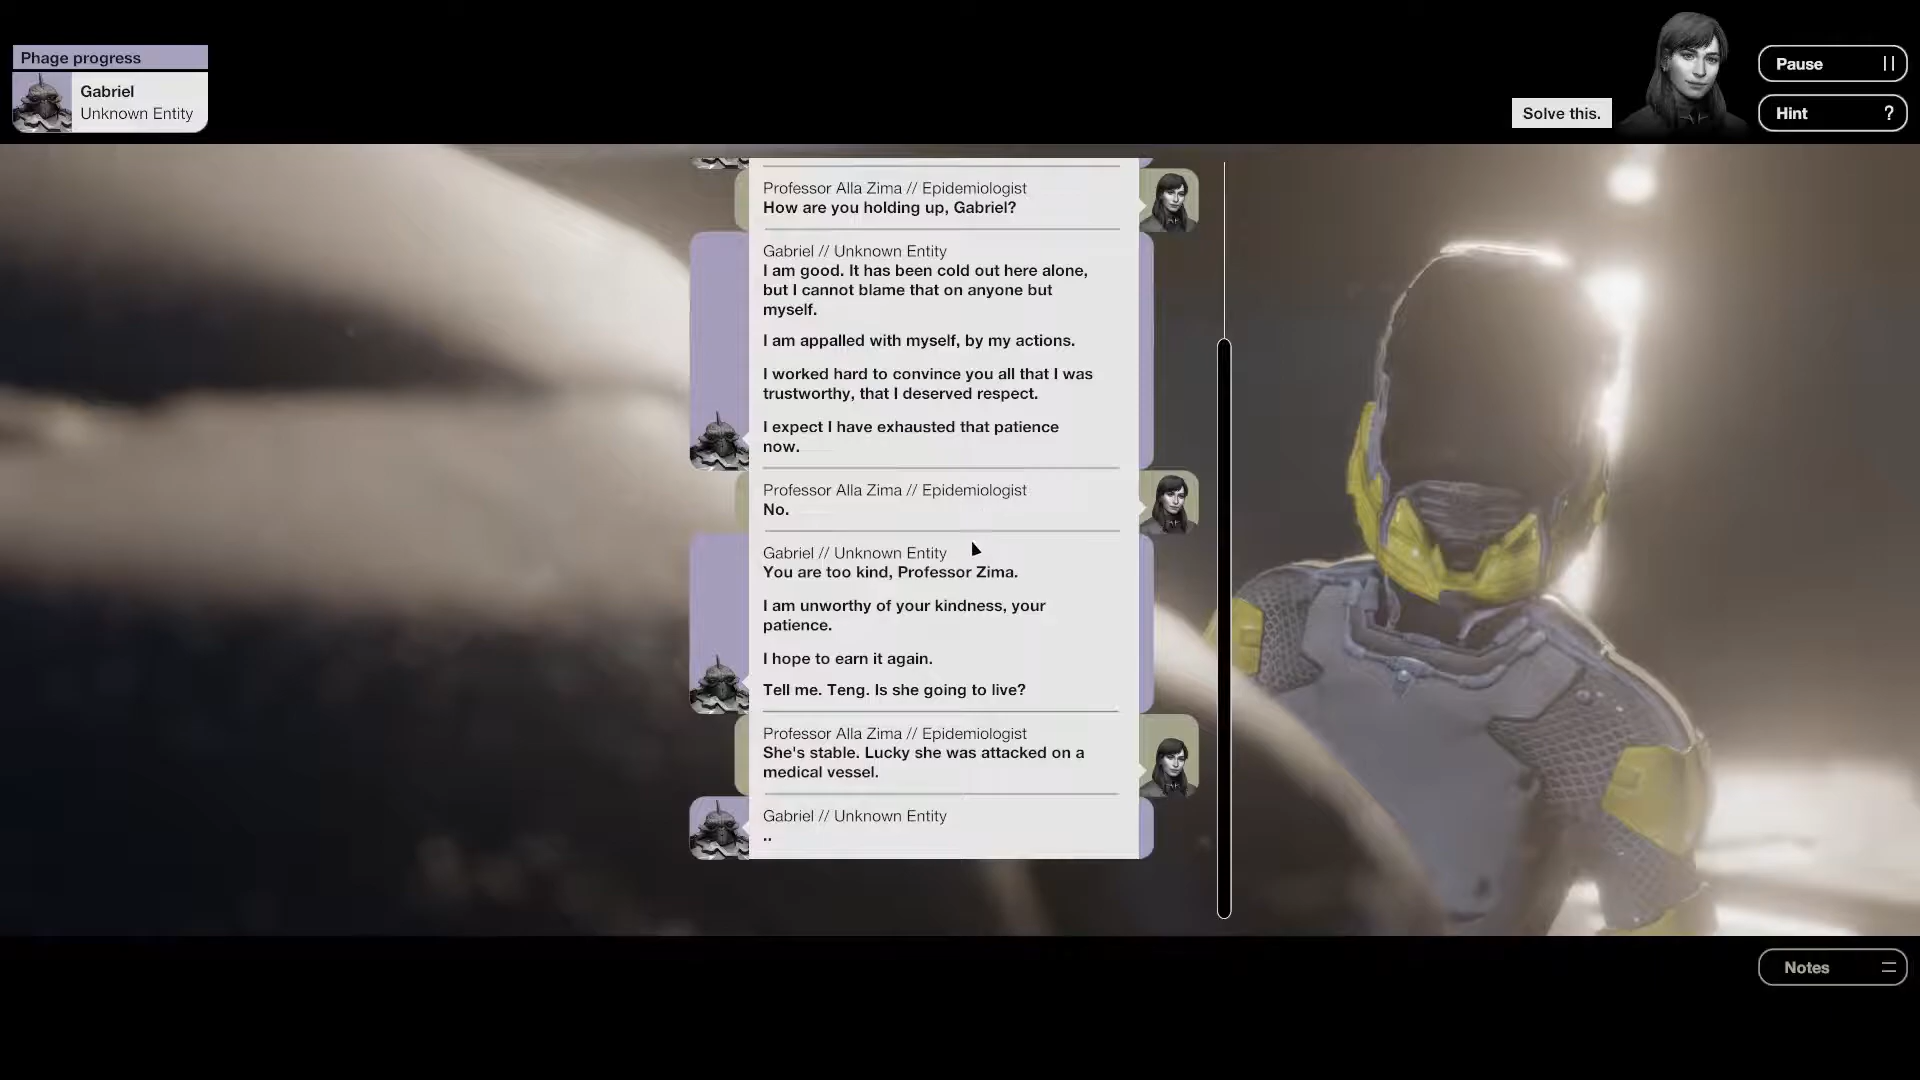 Phage progress
Gabriel
Unknown Entity
Solve this.
Pause
Hint ?
Professor Alla Zima // Epidemiologist
How are you holding up, Gabriel?
Gabriel // Unknown Entity
I am good. It has been cold out here alone,
but I cannot blame that on anyone but
myself.
I am appalled with myself, by my actions.
I worked hard to convince you all that I was
trustworthy, that I deserved respect.
I expect I have exhausted that patience
now.
Professor Alla Zima // Epidemiologist
No.
Gabriel // Unknown Entity
You are too kind, Professor Zima.
I am unworthy of your kindness, your
patience.
I hope to earn it again.
Tell me. Teng. Is she going to live?
Professor Alla Zima // Epidemiologist
She's stable. Lucky she was attacked on a
medical vessel.
Gabriel // Unknown Entity
..
Notes